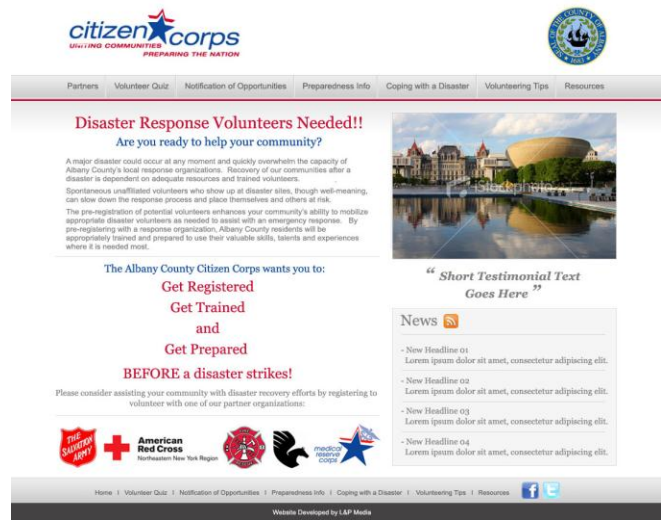 citizen corps
UNITING COMMUNITIES
PREPARING THE NATION
SEAL OF THE COUNTY OF ALBANY
1683
Partners Volunteer Quiz Notification of Opportunities Preparedness Info Coping with a Disaster Volunteering Tips Resources
Disaster Response Volunteers Needed!!
Are you ready to help your community?
A major disaster could occur at any moment and quickly overwhelm the capacity of
Albany County's local response organizations. Recovery of our communities after a
disaster is dependent on adequate resources and trained volunteers.
Spontaneous unaffiliated volunteers who show up at disaster sites, though well-meaning,
can slow down the response process and place themselves and others at risk.
The pre-registration of potential volunteers enhances your community's ability to mobilize
appropriate disaster volunteers as needed to assist with an emergency response. By
pre-registering with a response organization, Albany County residents will be
appropriately trained and prepared to use their valuable skills, talents and experiences
where it is needed most.
The Albany County Citizen Corps wants you to:
Get Registered
Get Trained
and
Get Prepared
BEFORE a disaster strikes!
Please consider assisting your community with disaster recovery efforts by registering to
volunteer with one of our partner organizations:
THE
SALVATION
ARMY
American
Red Cross
Northeastern New York Region
medical
reserve
corps
iStockphoto
“ Short Testimonial Text
Goes Here ”
News
- New Headline 01
Lorem ipsum dolor sit amet, consectetur adipiscing elit.
- New Headline 02
Lorem ipsum dolor sit amet, consectetur adipiscing elit.
- New Headline 03
Lorem ipsum dolor sit amet, consectetur adipiscing elit.
- New Headline 04
Lorem ipsum dolor sit amet, consectetur adipiscing elit.
Home I Volunteer Quiz I Notification of Opportunities I Preparedness Info I Coping with a Disaster I Volunteering Tips I Resources
Website Developed by L&P Media